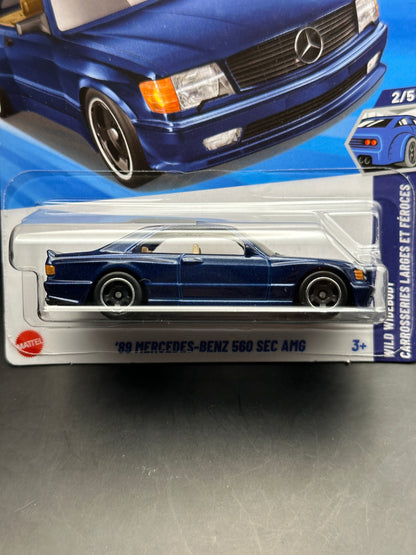 2/5
WILD WIDEBODY
CARROSSERIES LARGES ET FÉROCES
MATTEL
'89 MERCEDES-BENZ 560 SEC AMG
3+